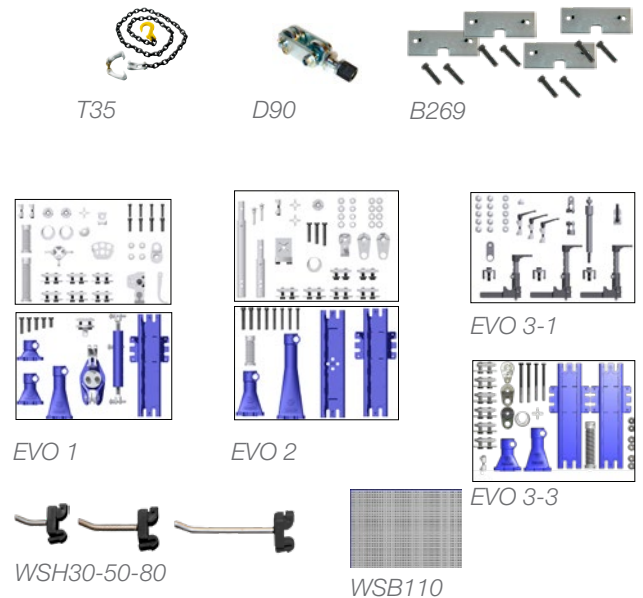 T35
D90
B269
EVO 1
EVO 2
EVO 3-1
EVO 3-3
WSH30-50-80
WSB110